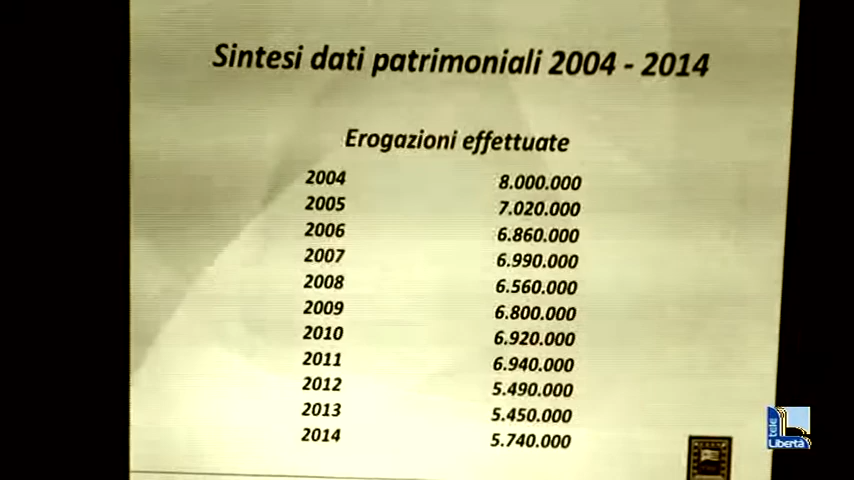 Sintesi dati patrimoniali 2004 - 2014
Erogazioni effettuate
2004 8.000.000
2005 7.020.000
2006 6.860.000
2007 6.990.000
2008 6.560.000
2009 6.800.000
2010 6.920.000
2011 6.940.000
2012 5.490.000
2013 5.450.000
2014 5.740.000
tele
Libertà